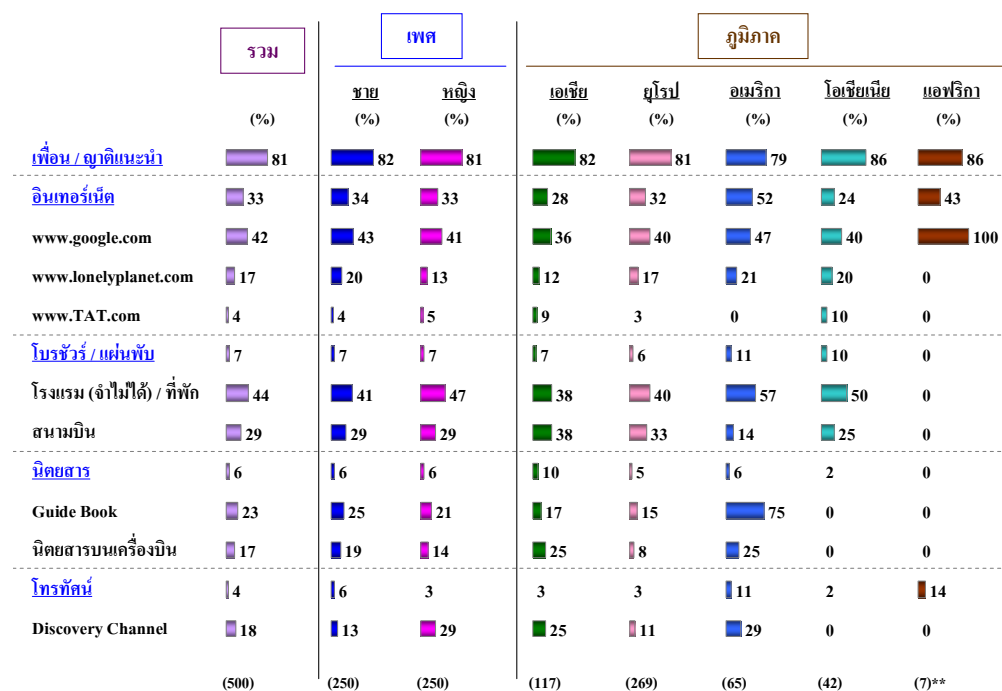 รวม เพศ ภูมิภาค
ชาย หญิง เอเชีย ยุโรป อเมริกา โอเชียเนีย แอฟริกา
(%) (%) (%) (%) (%) (%) (%) (%)
เพื่อน / ญาติแนะนำ 81 82 81 82 81 79 86 86
อินเทอร์เน็ต 33 34 33 28 32 52 24 43
www.google.com 42 43 41 36 40 47 40 100
www.lonelyplanet.com 17 20 13 12 17 21 20 0
www.TAT.com 4 4 5 9 3 0 10 0
โบรชัวร์ / แผ่นพับ 7 7 7 7 6 11 10 0
โรงแรม (จำไม่ได้) / ที่พัก 44 41 47 38 40 57 50 0
สนามบิน 29 29 29 38 33 14 25 0
นิตยสาร 6 6 6 10 5 6 2 0
Guide Book 23 25 21 17 15 75 0 0
นิตยสารบนเครื่องบิน 17 19 14 25 8 25 0 0
โทรทัศน์ 4 6 3 3 3 11 2 14
Discovery Channel 18 13 29 25 11 29 0 0
(500) (250) (250) (117) (269) (65) (42) (7)**